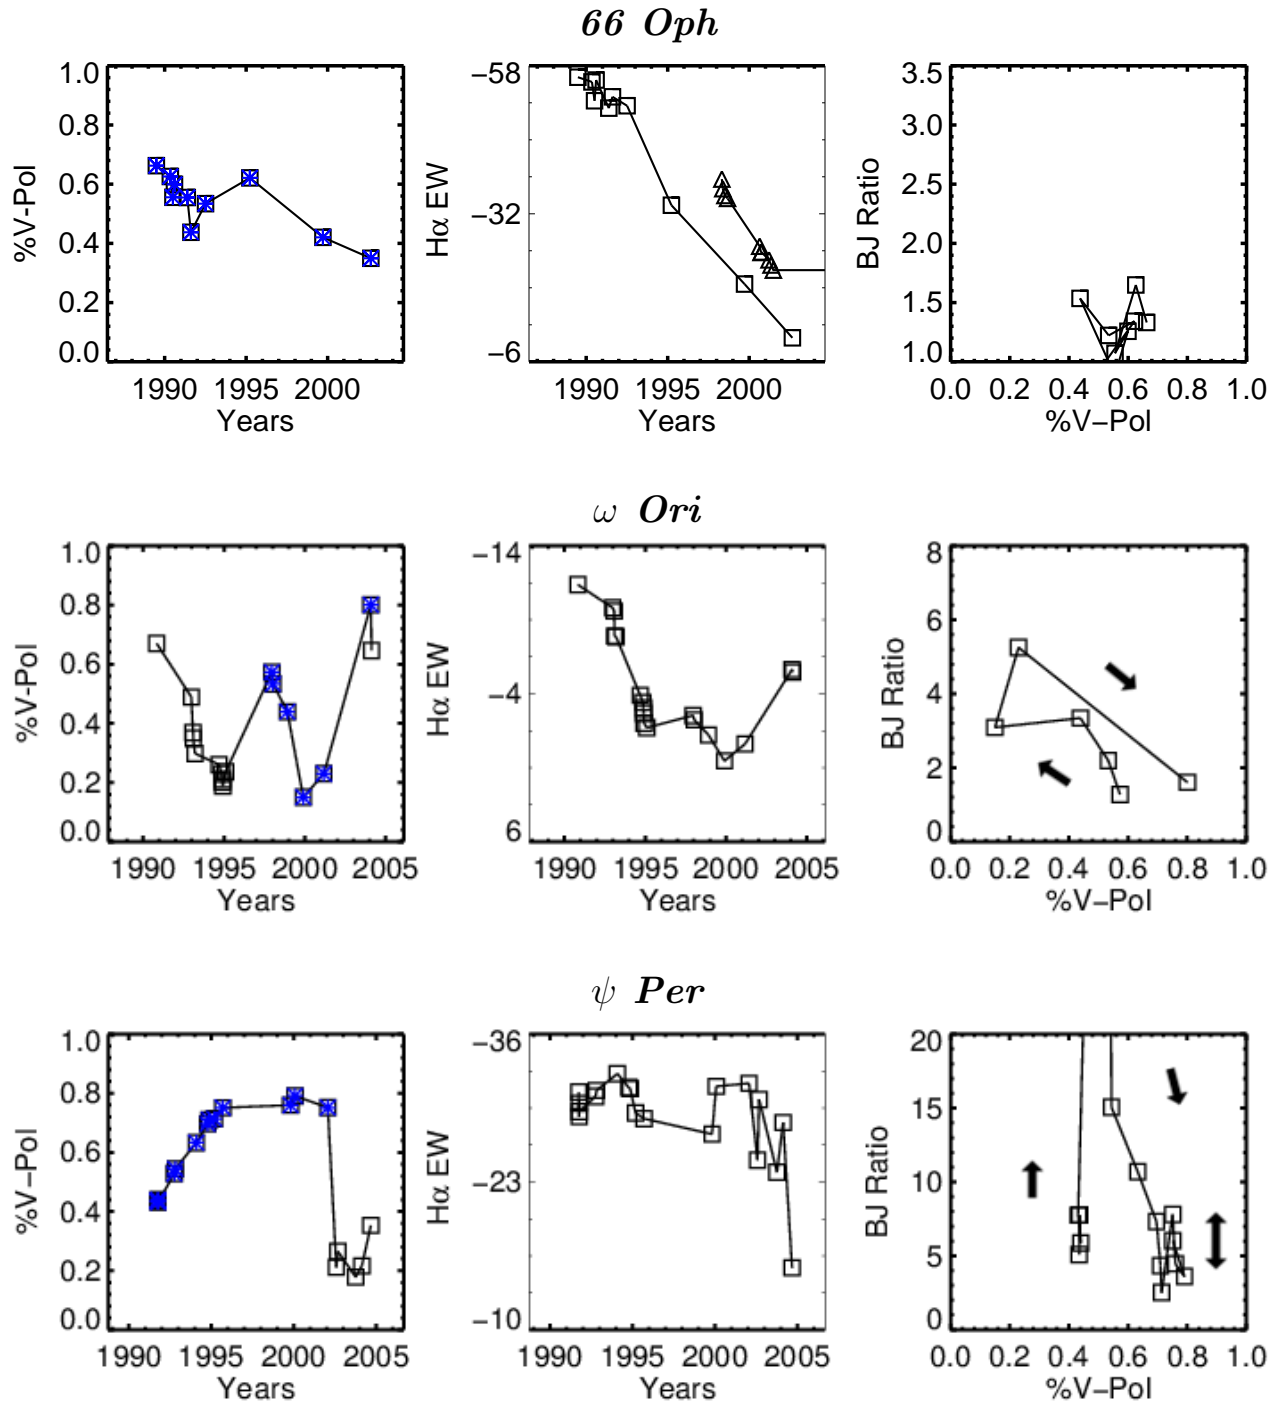 66 Oph
%V-Pol
1.0
0.8
0.6
0.4
0.2
0.0
1990 1995 2000
Years
Hα EW
−58
−32
−6
1990 1995 2000
Years
BJ Ratio
3.5
3.0
2.5
2.0
1.5
1.0
0.0 0.2 0.4 0.6 0.8 1.0
%V−Pol
ω Ori
%V-Pol
1.0
0.8
0.6
0.4
0.2
0.0
1990 1995 2000 2005
Years
Hα EW
−14
−4
6
1990 1995 2000 2005
Years
BJ Ratio
8
6
4
2
0
0.0 0.2 0.4 0.6 0.8 1.0
%V−Pol
ψ Per
%V−Pol
1.0
0.8
0.6
0.4
0.2
0.0
1990 1995 2000 2005
Years
Hα EW
−36
−23
−10
1990 1995 2000 2005
Years
BJ Ratio
20
15
10
5
0
0.0 0.2 0.4 0.6 0.8 1.0
%V−Pol